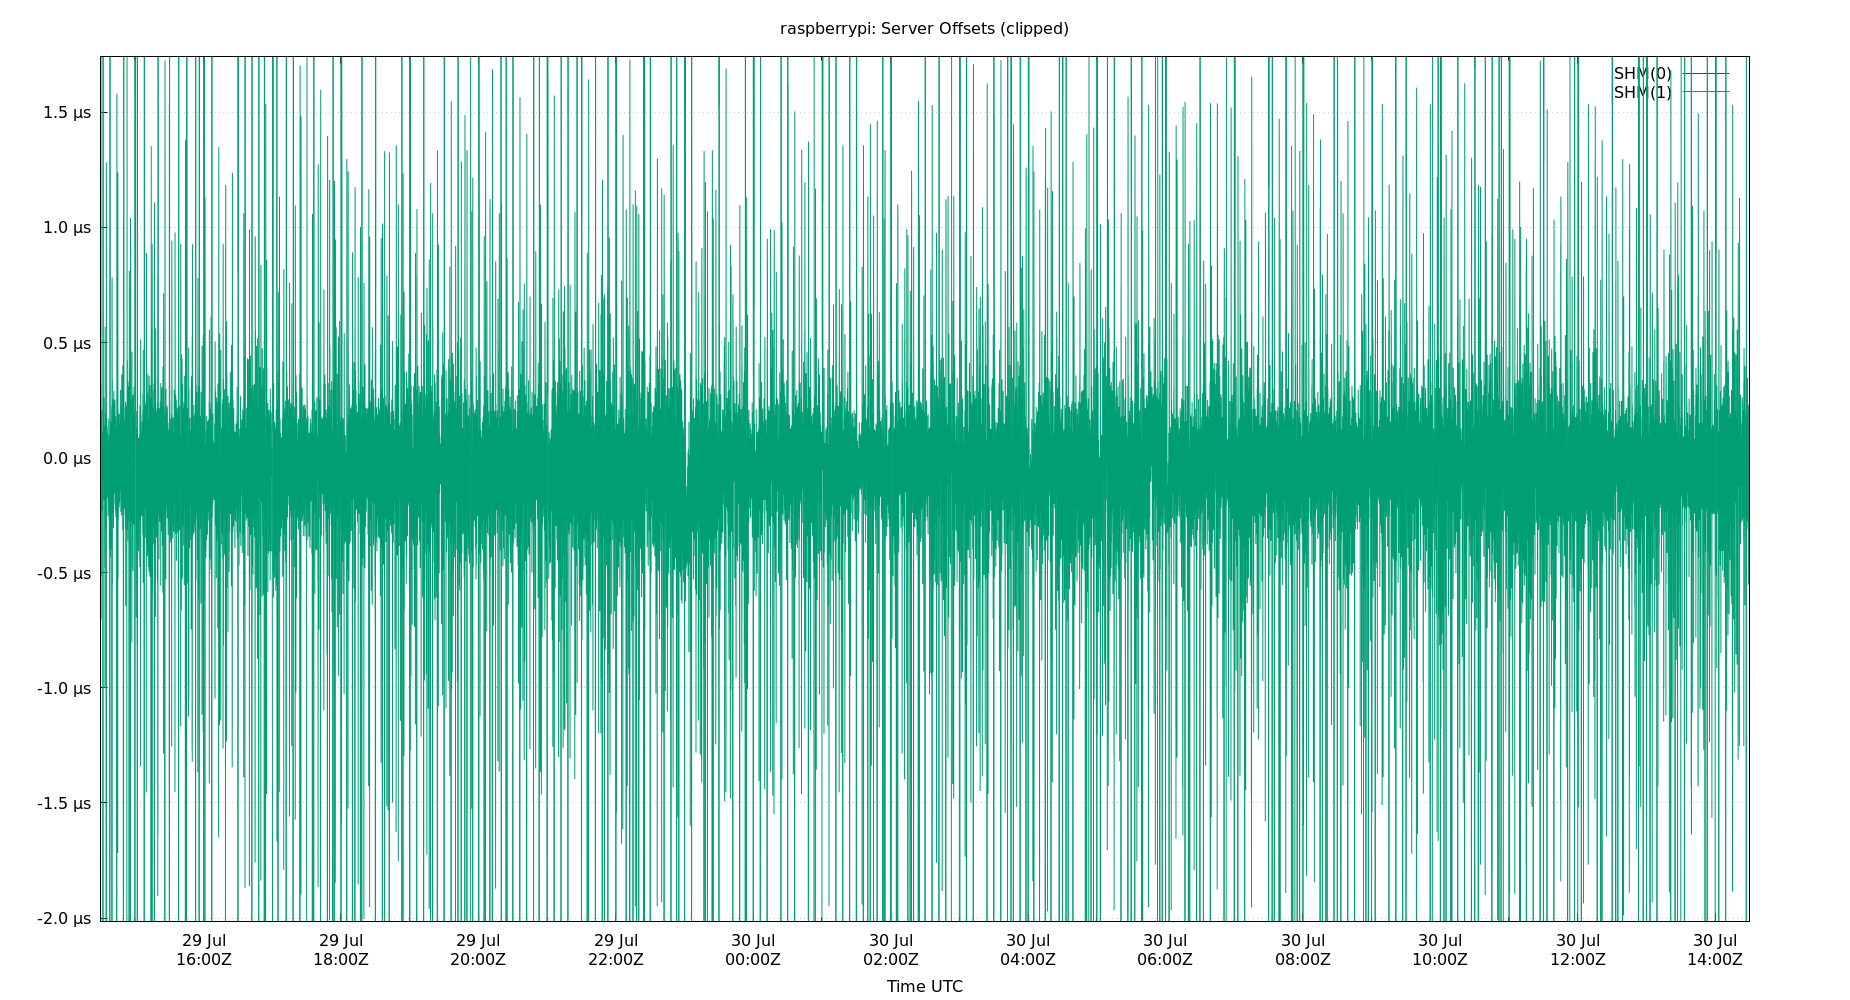 raspberrypi: Server Offsets (clipped)
SHM(0)
SHM(1)
1.5 µs
1.0 µs
0.5 µs
0.0 µs
-0.5 µs
-1.0 µs
-1.5 µs
-2.0 µs
29 Jul 29 Jul 29 Jul 29 Jul 30 Jul 30 Jul 30 Jul 30 Jul 30 Jul 30 Jul 30 Jul 30 Jul
16:00Z 18:00Z 20:00Z 22:00Z 00:00Z 02:00Z 04:00Z 06:00Z 08:00Z 10:00Z 12:00Z 14:00Z
Time UTC